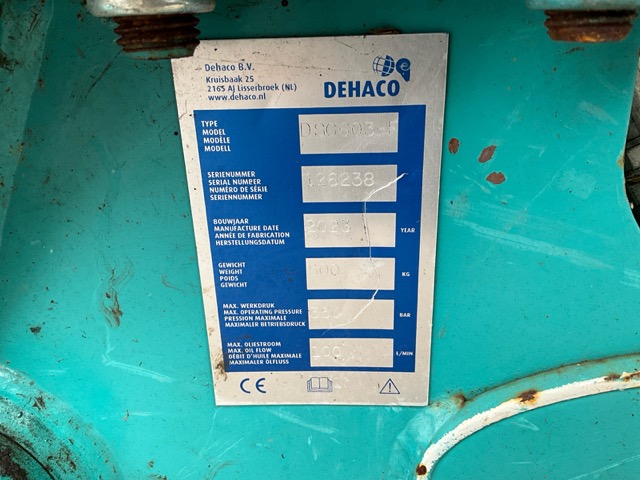 Dehaco B.V.
Kruisbaak 25
2165 AJ Lisserbroek (NL)
www.dehaco.nl
DEHACO
TYPE
MODEL
MODÈLE
MODELL
SERIENUMMER
SERIAL NUMPER
NUMÉRO DE SÉRIE
SERIENNUMMER
126238
BOUWJAAR
MANUFACTURE DATE
ANNÉE DE FABRICATION
HERSTELLUNGSDATUM
YEAR
GEWICHT
WEIGHT
POIDS
GEWICHT
KG
MAX. WERKDRUK
MAX. OPERATING PRESSURE
PRESSION MAXIMALE
MAXIMALER BETRIEBSDRUCK
BAR
MAX. OLIESTROOM
MAX. OIL FLOW
DÉBIT D'HUILE MAXIMALE
MAXIMALER ÖLFLUSS
L/MIN
CE